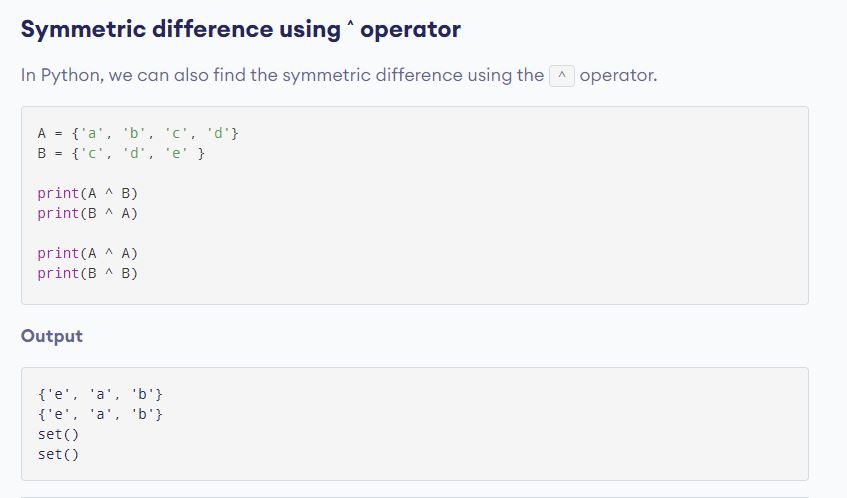 Symmetric difference using ^ operator
In Python, we can also find the symmetric difference using the ^ operator.
A = {'a', 'b', 'c', 'd'}
B = {'c', 'd', 'e' }
print(A ^ B)
print(B ^ A)
print(A ^ A)
print(B ^ B)
Output
{'e', 'a', 'b'}
{'e', 'a', 'b'}
set()
set()